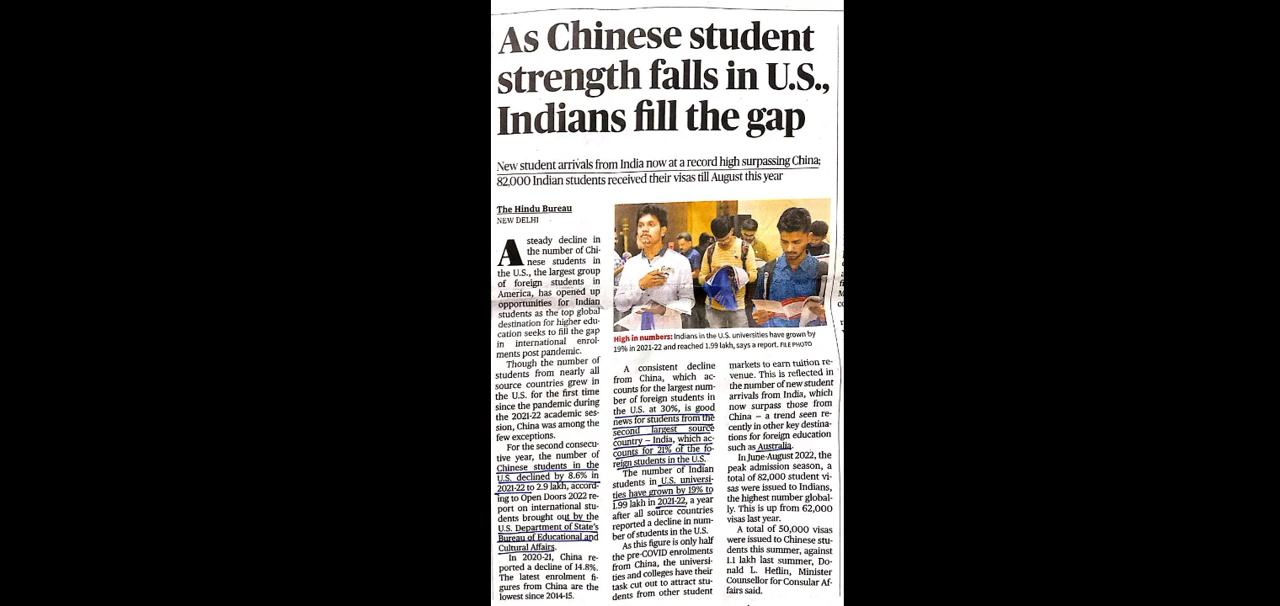 As Chinese student
strength falls in U.S.,
Indians fill the gap
New student arrivals from India now at a record high surpassing China;
82,000 Indian students received their visas till August this year
The Hindu Bureau
NEW DELHI
A steady decline in
the number of Chi-
nese students in
the U.S., the largest group
of foreign students in
America, has opened up
opportunities for Indian
students as the top global
destination for higher edu-
cation seeks to fill the gap
in international enrol-
ments post pandemic.
Though the number of
students from nearly all
source countries grew in
the U.S. for the first time
since the pandemic during
the 2021-22 academic ses-
sion, China was among the
few exceptions.
For the second consecu-
tive year, the number of
Chinese students in the
U.S. declined by 8.6% in
2021-22 to 2.9 lakh, accord-
ing to Open Doors 2022 re-
port on international stu-
dents brought out by the
U.S. Department of State's
Bureau of Educational and
Cultural Affairs.
In 2020-21, China re-
ported a decline of 14.8%.
The latest enrolment fi-
gures from China are the
lowest since 2014-15.
High in numbers: Indians in the U.S. universities have grown by
19% in 2021-22 and reached 1.99 lakh, says a report. FILE PHOTO
A consistent decline
from China, which ac-
counts for the largest num-
ber of foreign students in
the U.S. at 30%, is good
news for students from the
second largest source
country – India, which ac-
counts for 21% of the fo-
reign students in the U.S.
The number of Indian
students in U.S. universi-
ties have grown by 19% to
1.99 lakh in 2021-22, a year
after all source countries
reported a decline in num-
ber of students in the U.S.
As this figure is only half
the pre-COVID enrolments
from China, the universi-
ties and colleges have their
task cut out to attract stu-
dents from other student
markets to earn tuition re-
venue. This is reflected in
the number of new student
arrivals from India, which
now surpass those from
China – a trend seen re-
cently in other key destina-
tions for foreign education
such as Australia.
In June-August 2022, the
peak admission season, a
total of 82,000 student vi-
sas were issued to Indians,
the highest number global-
ly. This is up from 62,000
visas last year.
A total of 50,000 visas
were issued to Chinese stu-
dents this summer, against
1.1 lakh last summer, Do-
nald L. Heflin, Minister
Counsellor for Consular Af-
fairs said.